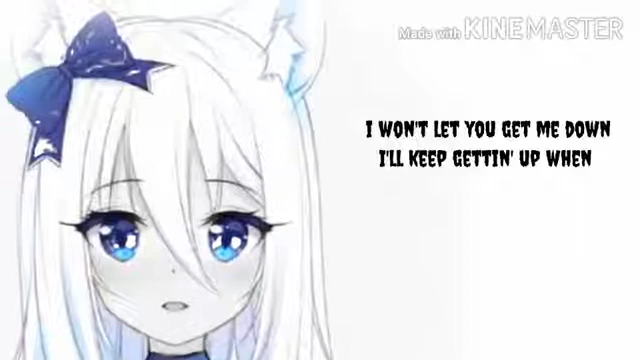 Made with KINEMASTER
I WON'T LET YOU GET ME DOWN
I'LL KEEP GETTIN' UP WHEN